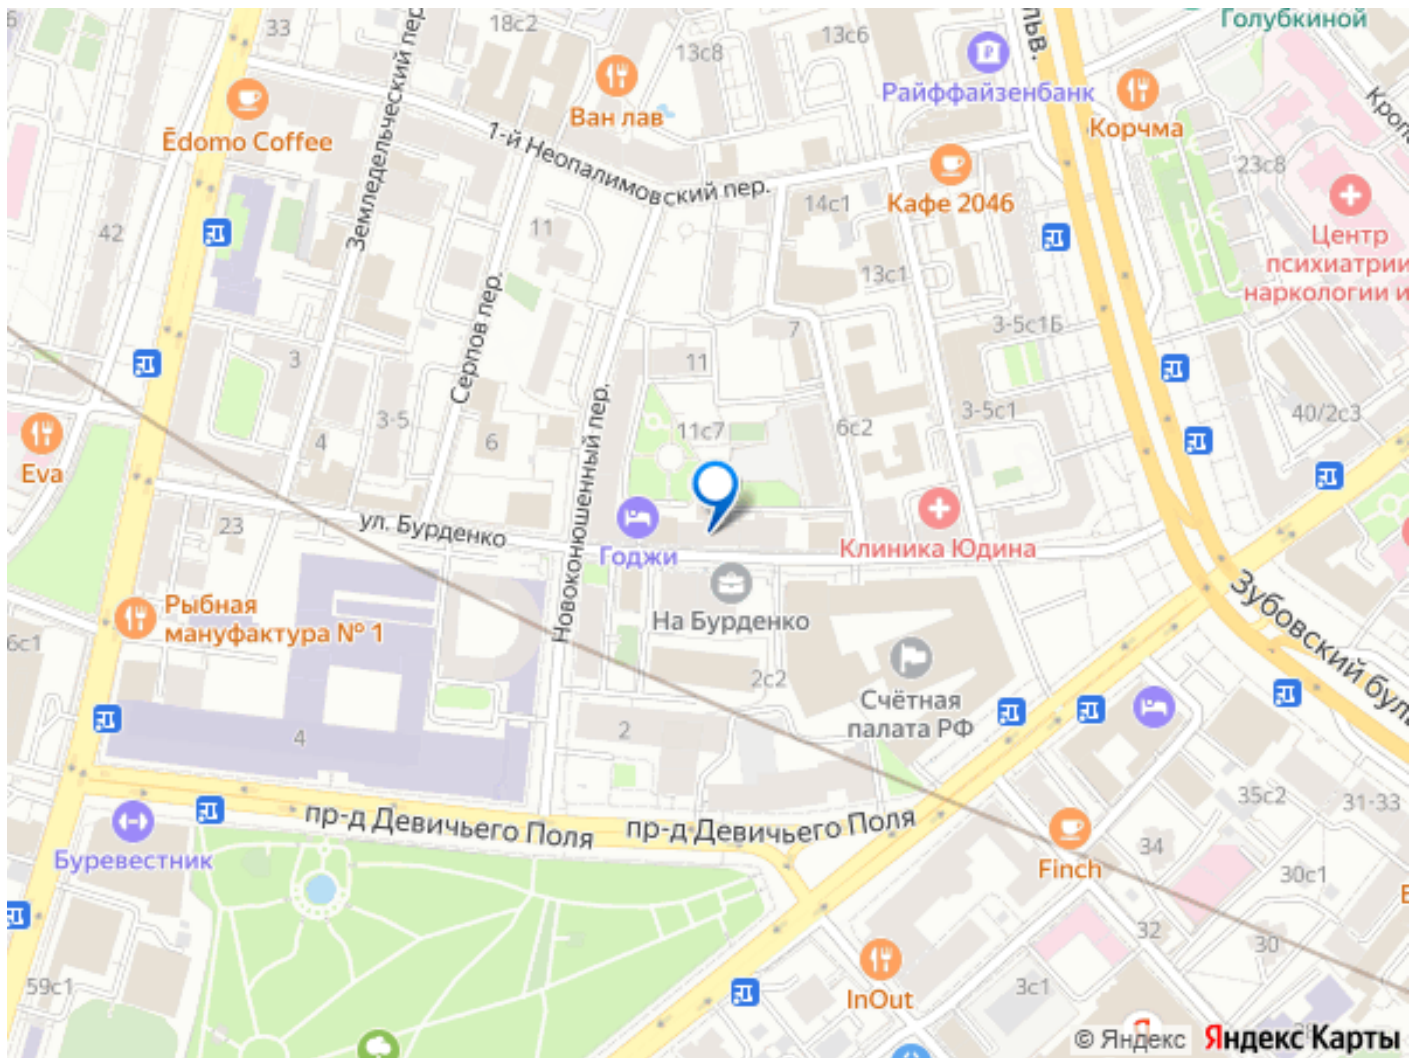 Голубкиной
33
18с2
13с8
13с6
Райффайзенбанк
Корчма
Ван лав
Ēdomo Coffee
Земледельческий пер.
1-й Неопалимовский пер.
Кафе 2046
14с1
23с8
42
11
13с1
Центр
психиатрии
наркологии и
Серпов пер.
7
3-5с1Б
3
11
Новоконюшенный пер.
3-5
4
6
11с7
6с2
3-5с1
40/2с3
Eva
23
ул. Бурденко
Годжи
Клиника Юдина
На Бурденко
Рыбная
мануфактура № 1
6с1
2с2
Счётная
палата РФ
Зубовский буль
4
2
пр-д Девичьего Поля
пр-д Девичьего Поля
Буревестник
35с2
31-33
34
Finch
30с1
32
30
59с1
InOut
3с1
© Яндекс Яндекс Карты